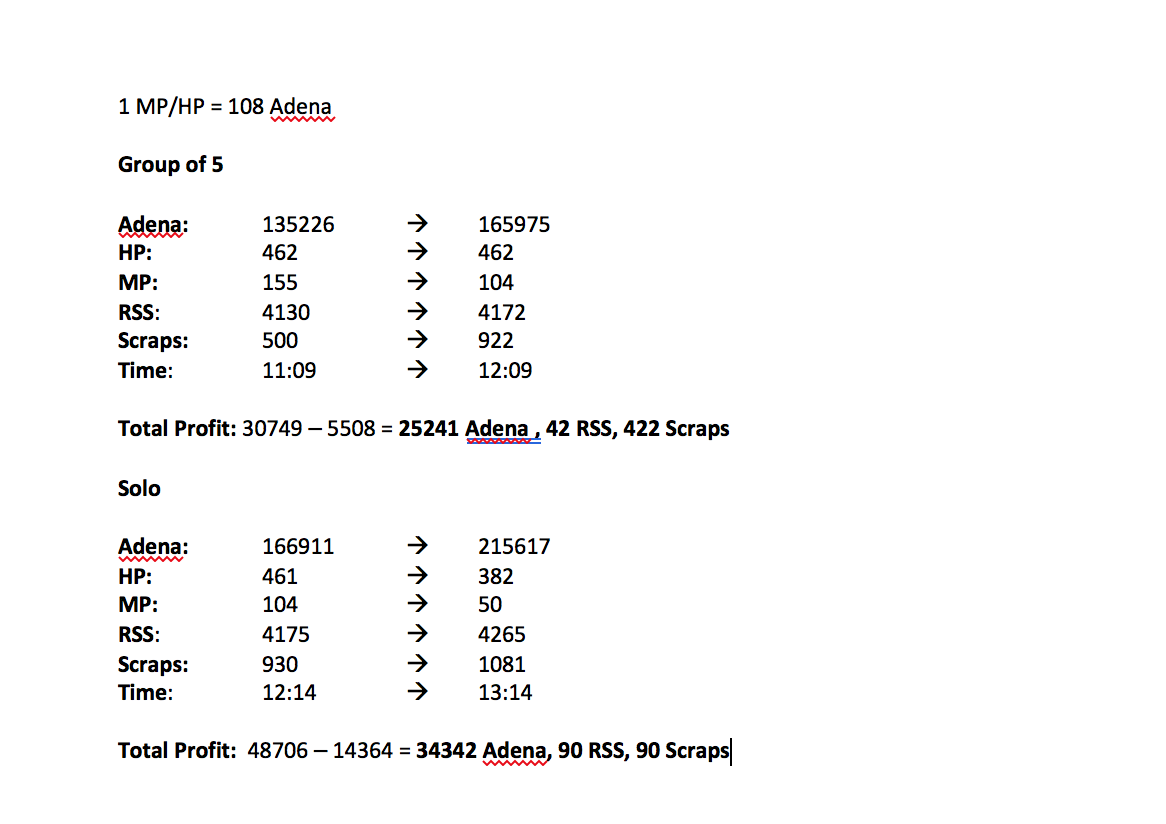 1 MP/HP = 108 Adena
Group of 5
Adena: 135226 → 165975
HP: 462 → 462
MP: 155 → 104
RSS: 4130 → 4172
Scraps: 500 → 922
Time: 11:09 → 12:09
Total Profit: 30749 – 5508 = 25241 Adena , 42 RSS, 422 Scraps
Solo
Adena: 166911 → 215617
HP: 461 → 382
MP: 104 → 50
RSS: 4175 → 4265
Scraps: 930 → 1081
Time: 12:14 → 13:14
Total Profit: 48706 – 14364 = 34342 Adena, 90 RSS, 90 Scraps